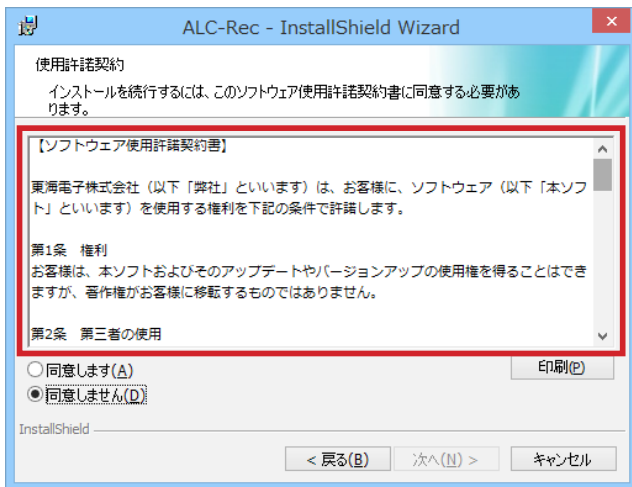 ALC-Rec - InstallShield Wizard
使用許諾契約
インストールを続行するには、このソフトウェア使用許諾契約書に同意する必要があ
ります。
【ソフトウェア使用許諾契約書】
東海電子株式会社（以下「弊社」といいます）は、お客様に、ソフトウェア（以下「本ソフ
ト」といいます）を使用する権利を下記の条件で許諾します。
第1条　権利
お客様は、本ソフトおよびそのアップデートやバージョンアップの使用権を得ることはでき
ますが、著作権がお客様に移転するものではありません。
第2条　第三者の使用
同意します(A)
印刷(P)
同意しません(D)
InstallShield
< 戻る(B)
次へ(N) >
キャンセル